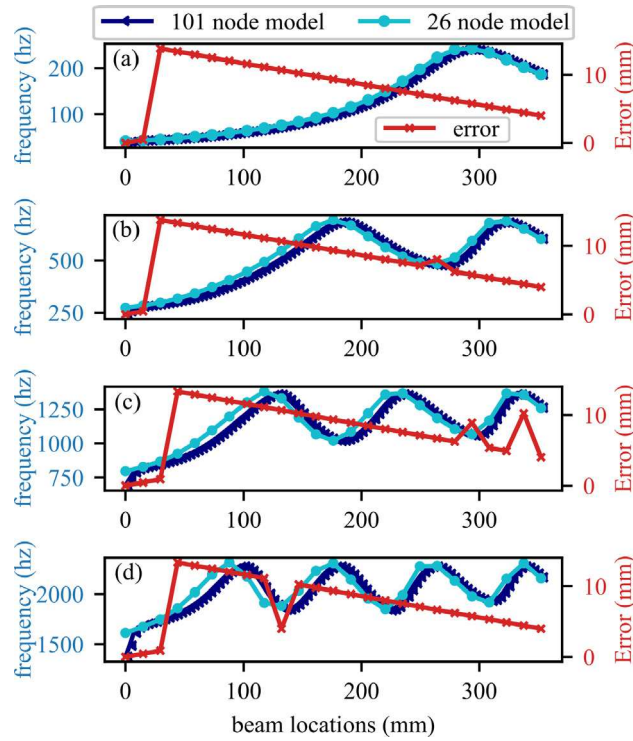 101 node model 26 node model
(a)
frequency (hz)
200
100
error
10
0
Error (mm)
0 100 200 300
(b)
frequency (hz)
500
250
10
0
Error (mm)
0 100 200 300
(c)
frequency (hz)
1250
1000
750
10
0
Error (mm)
0 100 200 300
(d)
frequency (hz)
2000
1500
10
0
Error (mm)
0 100 200 300
beam locations (mm)